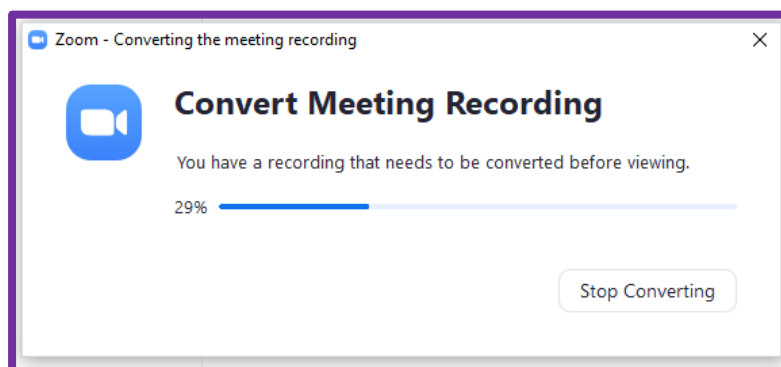 Zoom - Converting the meeting recording
Convert Meeting Recording
You have a recording that needs to be converted before viewing.
29%
Stop Converting